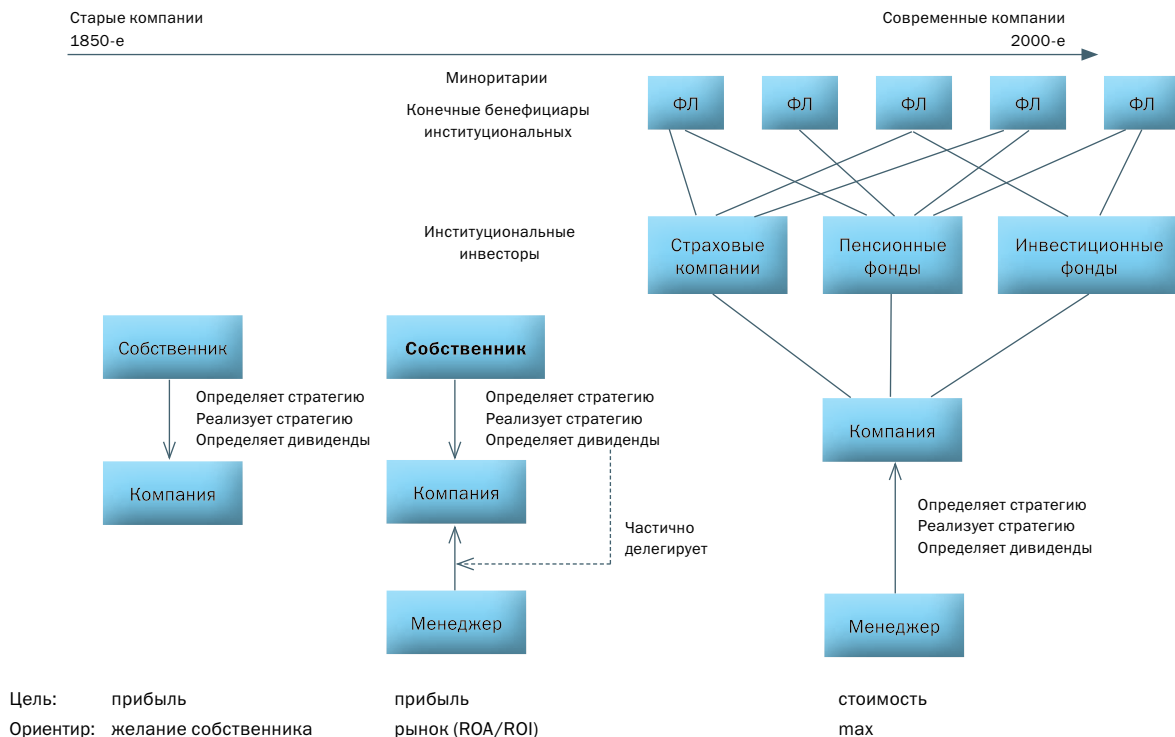 Старые компании
1850-е
Современные компании
2000-е
Миноритарии
Конечные бенефициары
институциональных
ФЛ
ФЛ
ФЛ
ФЛ
ФЛ
Институциональные
инвесторы
Страховые
компании
Пенсионные
фонды
Инвестиционные
фонды
Собственник
Определяет стратегию
Реализует стратегию
Определяет дивиденды
Компания
Собственник
Определяет стратегию
Реализует стратегию
Определяет дивиденды
Компания
Частично
делегирует
Менеджер
Компания
Определяет стратегию
Реализует стратегию
Определяет дивиденды
Менеджер
Цель: прибыль прибыль стоимость
Ориентир: желание собственника рынок (ROA/ROI) max